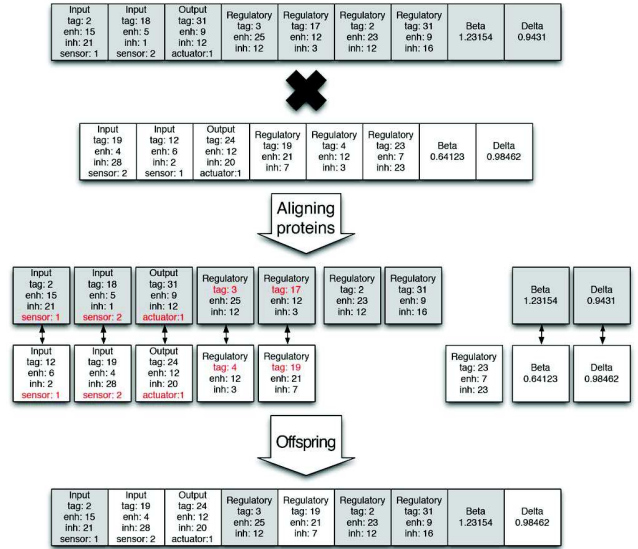 Input
tag: 2
enh: 15
inh: 21
sensor: 1
Input
tag: 18
enh: 5
inh: 1
sensor: 2
Output
tag: 31
enh: 9
inh: 12
actuator:1
Regulatory
tag: 3
enh: 25
inh: 12
Regulatory
tag: 17
enh: 12
inh: 3
Regulatory
tag: 2
enh: 23
inh: 12
Regulatory
tag: 31
enh: 9
inh: 16
Beta
1.23154
Delta
0.9431
Input
tag: 19
enh: 4
inh: 28
sensor: 2
Input
tag: 12
enh: 6
inh: 2
sensor: 1
Output
tag: 24
enh: 12
inh: 20
actuator:1
Regulatory
tag: 19
enh: 21
inh: 7
Regulatory
tag: 4
enh: 12
inh: 3
Regulatory
tag: 23
enh: 7
inh: 23
Beta
0.64123
Delta
0.98462
Aligning
proteins
Input
tag: 2
enh: 15
inh: 21
sensor: 1
Input
tag: 18
enh: 5
inh: 1
sensor: 2
Output
tag: 31
enh: 9
inh: 12
actuator:1
Regulatory
tag: 3
enh: 25
inh: 12
Regulatory
tag: 17
enh: 12
inh: 3
Regulatory
tag: 2
enh: 23
inh: 12
Regulatory
tag: 31
enh: 9
inh: 16
Beta
1.23154
Delta
0.9431
Input
tag: 12
enh: 6
inh: 2
sensor: 1
Input
tag: 19
enh: 4
inh: 28
sensor: 2
Output
tag: 24
enh: 12
inh: 20
actuator:1
Regulatory
tag: 4
enh: 12
inh: 3
Regulatory
tag: 19
enh: 21
inh: 7
Regulatory
tag: 23
enh: 7
inh: 23
Beta
0.64123
Delta
0.98462
Offspring
Input
tag: 2
enh: 15
inh: 21
sensor: 1
Input
tag: 19
enh: 4
inh: 28
sensor: 2
Output
tag: 24
enh: 12
inh: 20
actuator:1
Regulatory
tag: 3
enh: 25
inh: 12
Regulatory
tag: 19
enh: 21
inh: 7
Regulatory
tag: 2
enh: 23
inh: 12
Regulatory
tag: 31
enh: 9
inh: 16
Beta
1.23154
Delta
0.98462